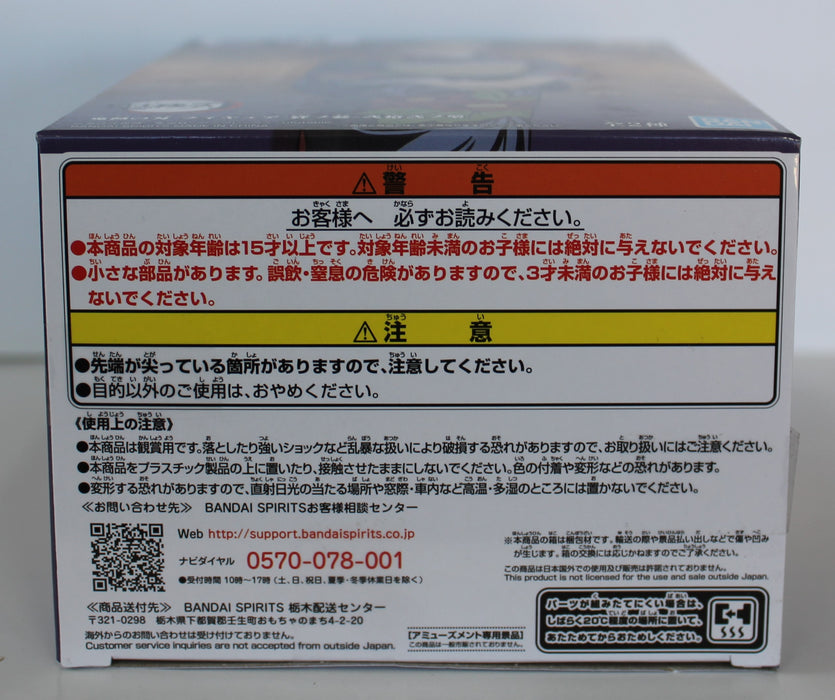 ⚠警告
お客様へ 必ずお読みください。
●本商品の対象年齢は15才以上です。対象年齢未満のお子様には絶対に与えないでください。
●小さな部品があります。誤飲・窒息の危険がありますので、3才未満のお子様には絶対に与え
ないでください。
⚠注意
●先端が尖っている箇所がありますので、注意してください。
●目的以外のご使用は、おやめください。
《使用上の注意》
●本商品は観賞用です。落としたり強いショックなど乱暴な扱いにより破損する恐れがありますので、お取り扱いにはご注意ください。
●本商品をプラスチック製品の上に置いたり、接触させたままにしないでください。色の付着や変形などの恐れがあります。
●変形する恐れがありますので、直射日光の当たる場所や窓際・車内など高温・多湿のところには置かないでください。
≪お問い合わせ先≫ BANDAI SPIRITSお客様相談センター
Web http://support.bandaispirits.co.jp
ナビダイヤル 0570-078-001
●受付時間 10時~17時(土、日、祝日、夏季・冬季休業日を除く)
≪商品送付先≫ BANDAI SPIRITS 栃木配送センター
〒321-0298 栃木県下都賀郡壬生町おもちゃのまち4-2-20
海外からのお問い合わせは受け付けておりません。
Customer service inquiries are not accepted from outside Japan.
※本商品の箱は梱包材です。輸送の際や景品払い出しなどで傷や凹み
が生じます。箱の交換には応じかねますのでご了承ください。
この商品は日本国外での使用及び販売は許諾されておりません。
This product is not licensed for the use and sale outside Japan.
パーツが組みたてにくい場合は、
しばらく20℃程度の場所に置いて、
あたためてからおためしください。
【アミューズメント専用景品】
この商品は一般市販されておりません。